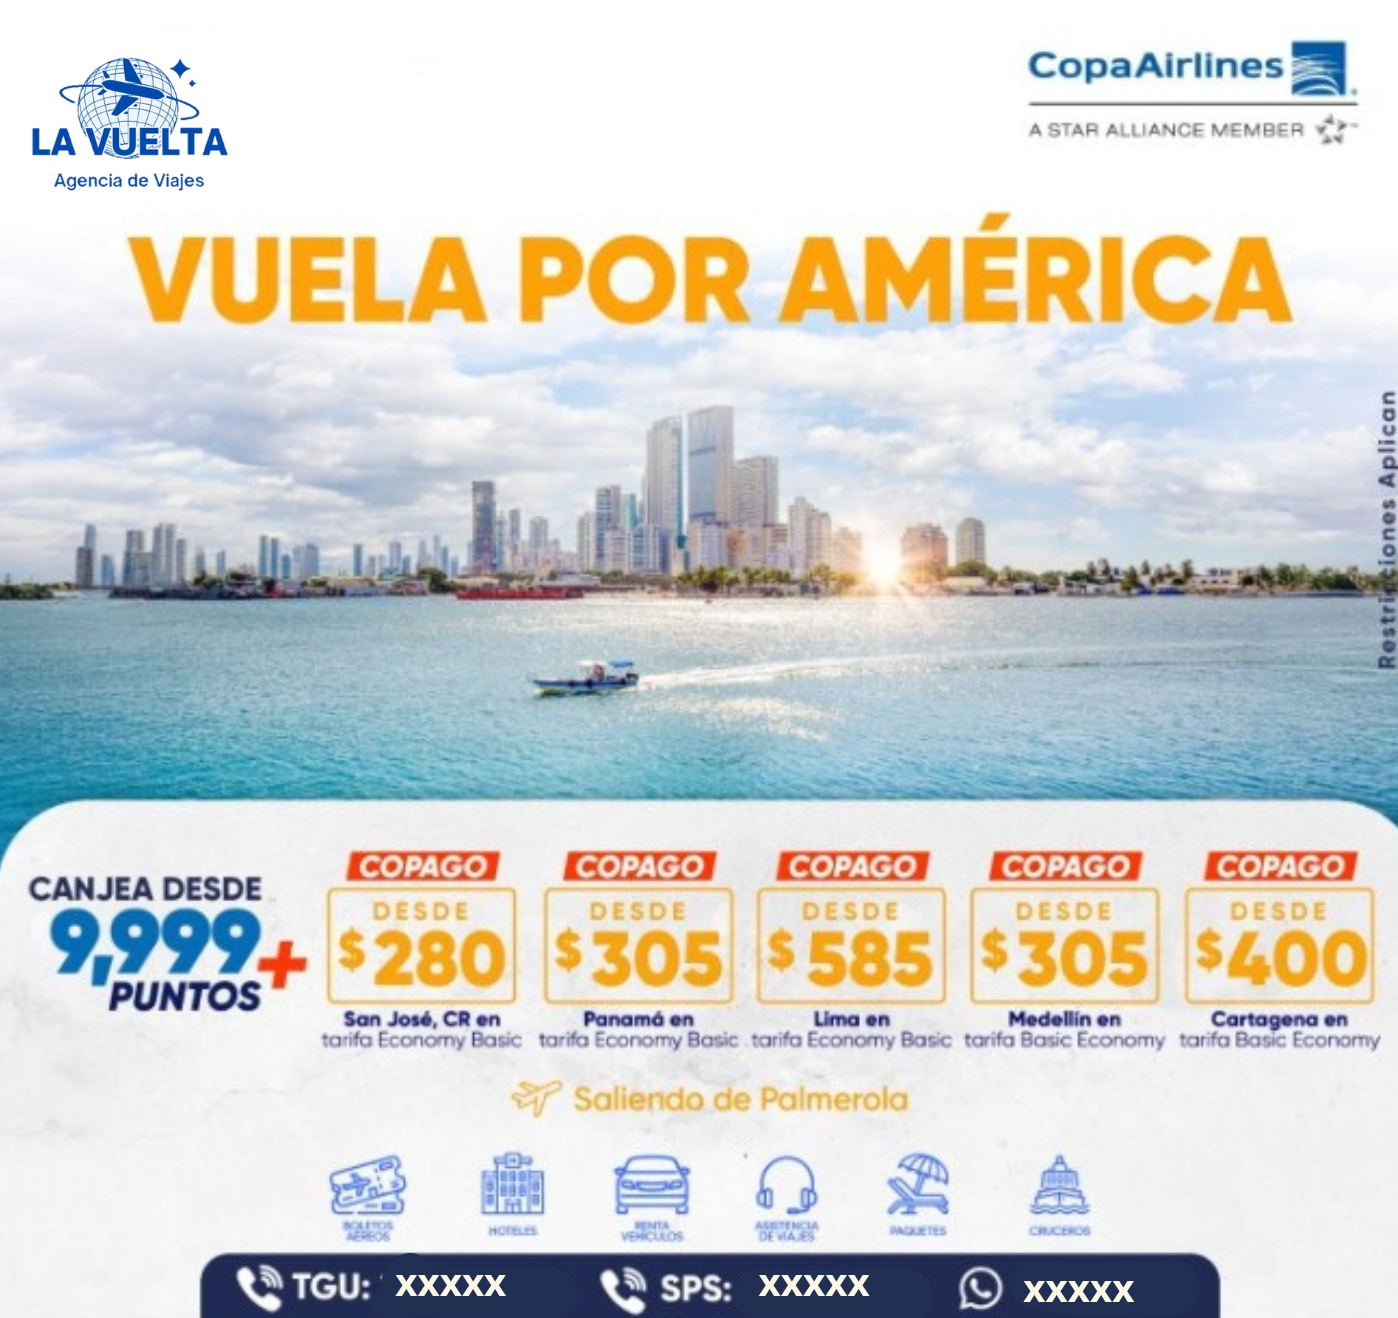 LA VUELTA
Agencia de Viajes
CopaAirlines
A STAR ALLIANCE MEMBER
VUELA POR AMÉRICA
Restricciones Aplican
CANJEA DESDE
9,999+
PUNTOS
COPAGO
DESDE
$280
San José, CR en
tarifa Economy Basic
COPAGO
DESDE
$305
Panamá en
tarifa Economy Basic
COPAGO
DESDE
$585
Lima en
tarifa Economy Basic
COPAGO
DESDE
$305
Medellín en
tarifa Basic Economy
COPAGO
DESDE
$400
Cartagena en
tarifa Basic Economy
Saliendo de Palmerola
BOLETOS
AÉREOS
HOTELES
RENTA
VEHÍCULOS
ASISTENCIA
DE VIAJES
PAQUETES
CRUCEROS
TGU: XXXXX
SPS: XXXXX
XXXXX